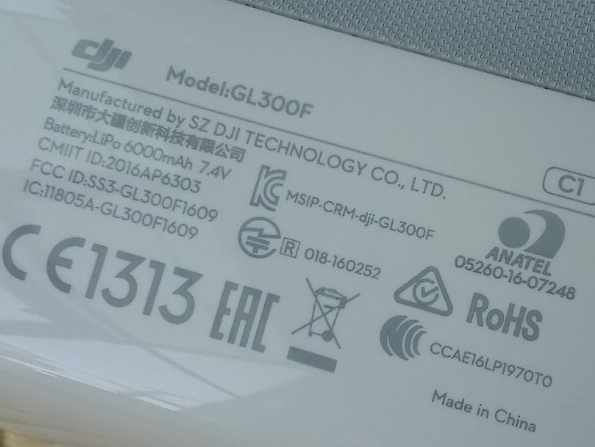 dji Model:GL300F
Manufactured by SZ DJI TECHNOLOGY CO., LTD.
深圳市大疆创新科技有限公司
Battery:LiPo 6000mAh 7.4V
CMIIT ID:2016AP6303
FCC ID:SS3-GL300F1609
IC:11805A-GL300F1609
C1
MSIP-CRM-dji-GL300F
R 018-160252
ANATEL
05260-16-07248
CE1313 EAC
RoHS
CCAE16LP1970T0
Made in China